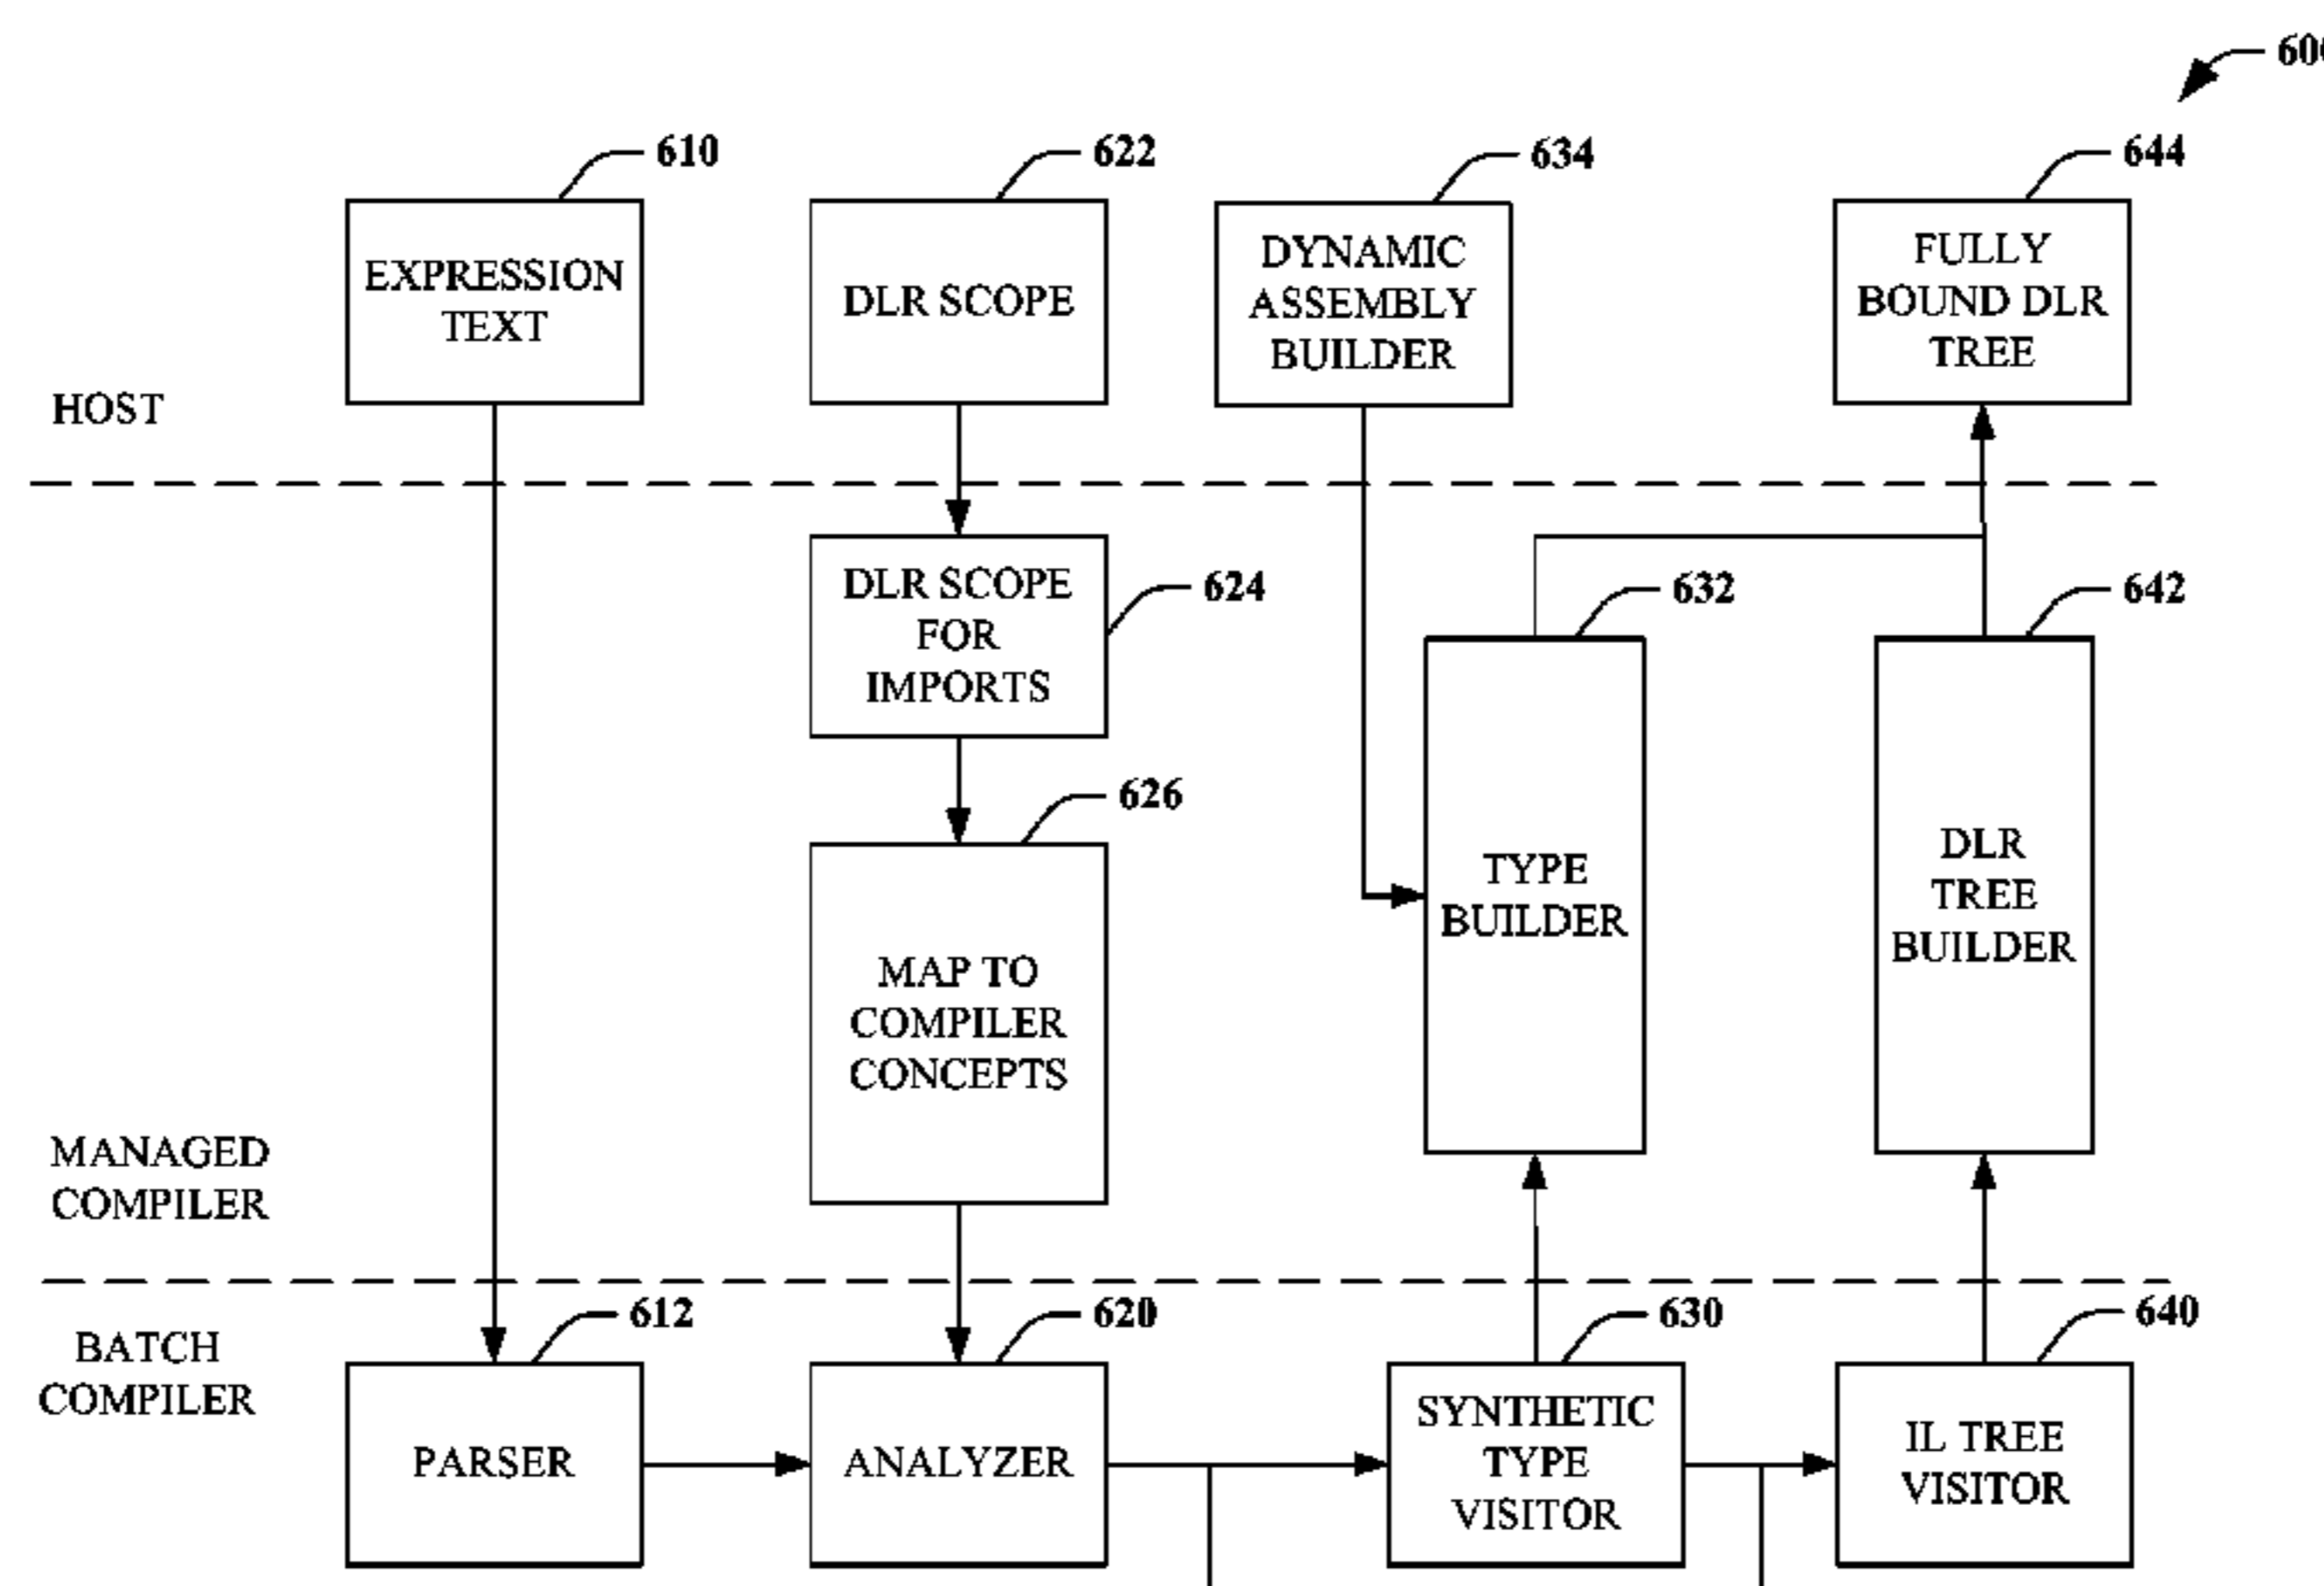 600
610
622
634
644
EXPRESSION
TEXT
DLR SCOPE
DYNAMIC
ASSEMBLY
BUILDER
FULLY
BOUND DLR
TREE
HOST
DLR SCOPE
FOR
IMPORTS
624
632
642
626
MAP TO
COMPILER
CONCEPTS
TYPE
BUILDER
DLR
TREE
BUILDER
MANAGED
COMPILER
BATCH
COMPILER
612
620
630
640
PARSER
ANALYZER
SYNTHETIC
TYPE
VISITOR
IL TREE
VISITOR